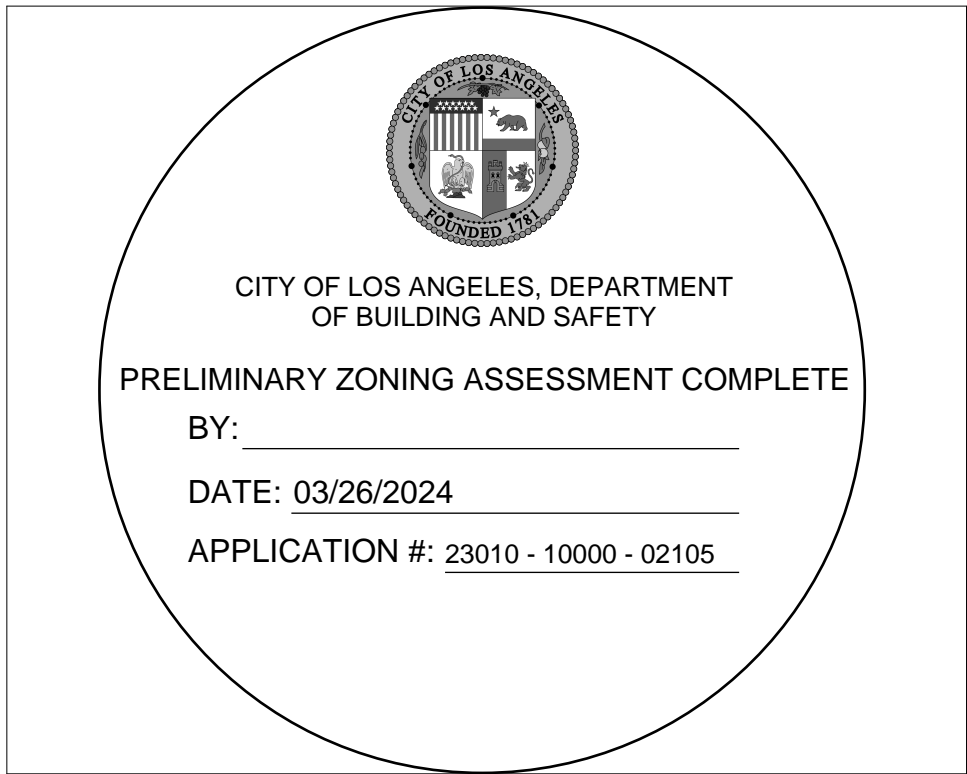 CITY OF LOS ANGELES
FOUNDED 1781
CITY OF LOS ANGELES, DEPARTMENT
OF BUILDING AND SAFETY
PRELIMINARY ZONING ASSESSMENT COMPLETE
BY:
DATE: 03/26/2024
APPLICATION #: 23010 - 10000 - 02105